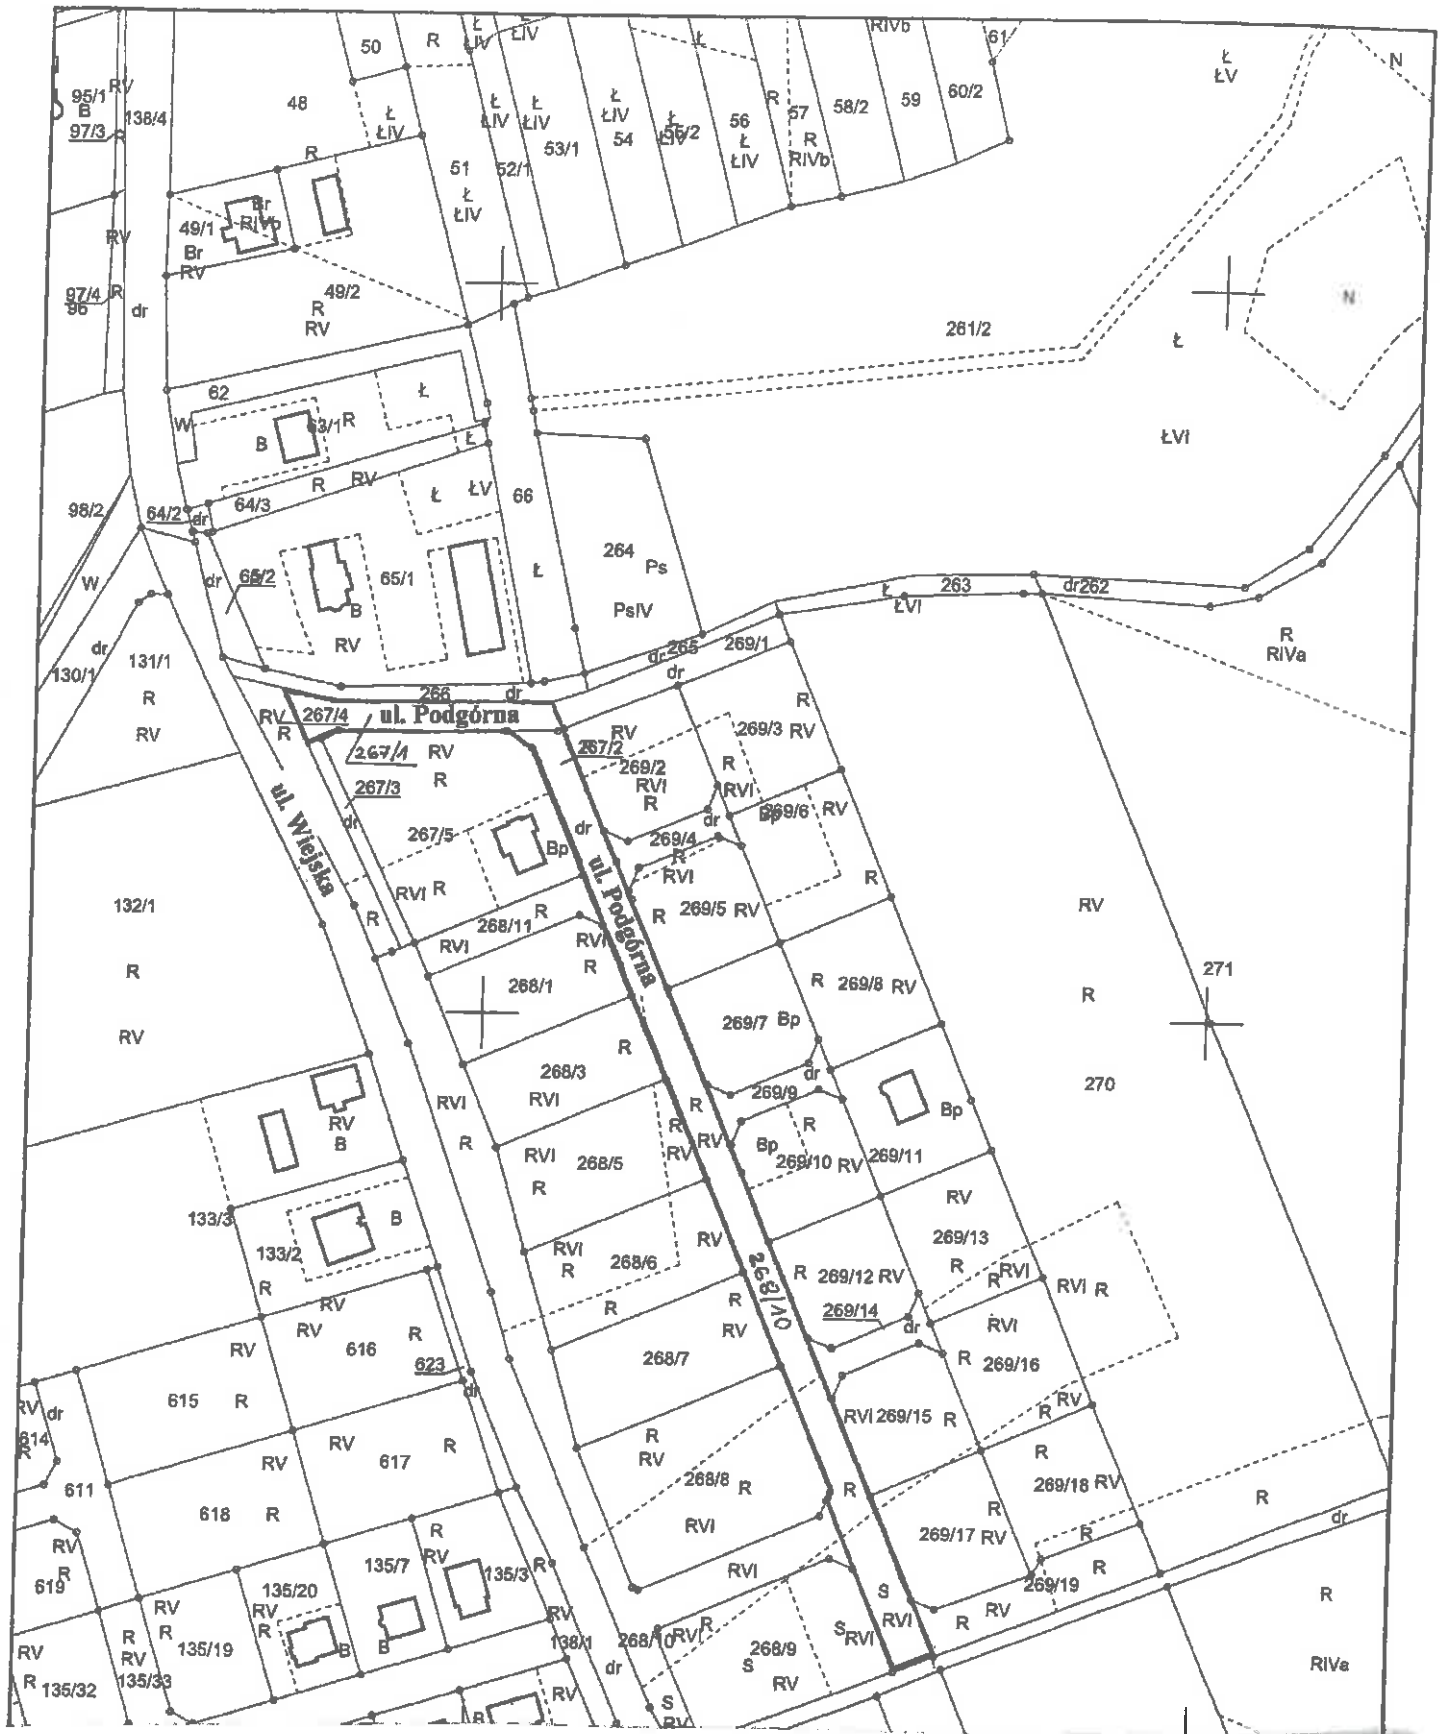 50
R
Ł
ŁIV
Ł
ŁIV
Ł
RIVb
61
Ł
ŁV
N
95/1
B
RV
97/3
R
138/4
48
Ł
ŁIV
Ł
ŁIV
Ł
ŁIV
53/1
Ł
ŁIV
54
Ł
ŁIV
55/2
56
Ł
ŁIV
R
57
R
RIVb
58/2
59
60/2
R
51
Ł
ŁIV
52/1
49/1
Br
RV
Br
RIVb
RV
97/4
96
R
dr
49/2
R
RV
N
261/2
Ł
62
Ł
W
63/1
R
B
Ł
ŁVI
R
RV
Ł
ŁV
66
98/2
64/2
dr
64/3
264
Ps
PsIV
W
dr
65/2
65/1
B
RV
Ł
Ł
ŁVI
263
dr
262
R
RIVa
dr
130/1
131/1
R
RV
265
dr
269/1
dr
266
dr
RV
R
267/4
ul. Podgórna
267/1
267/3
dr
RV
R
267/2
RV
269/2
RVI
R
269/3
R
RV
R
RVI
ul. Wiejska
267/5
Bp
dr
ul. Podgórna
269/4
dr
R
RVI
Bp
269/6
RV
132/1
R
RV
RVI
R
R
268/11
R
RVI
RVI
R
R
269/5
RV
R
RV
R
271
268/1
269/7
Bp
R
269/8
RV
270
268/3
R
RVI
RVI
R
269/9
dr
RV
B
R
RV
R
RV
Bp
R
269/10
RV
269/11
Bp
RVI
R
268/5
133/3
133/2
B
R
RV
269/13
R
R
RVI
RVI
R
RVI
R
268/6
RV
268/10
R
269/12
RV
269/14
dr
RV
RV
R
616
623
dr
R
R
RV
268/7
RVI
269/16
R
RV
615
R
RV
dr
614
R
RVI
269/15
R
R
RV
611
RV
617
R
RV
618
R
R
RV
268/8
R
RVI
R
R
269/18
RV
R
dr
269/17
R
RV
R
R
269/19
RV
R
619
135/7
R
RV
135/3
R
RVI
135/20
RV
R
B
B
RV
R
135/19
RV
R
RV
135/33
RV
R
135/32
RV
138/1
dr
268/10
RVI
R
268/9
S
RV
S
RVI
S
RVI
R
RV
R
RIVa
S
RV
RV
B